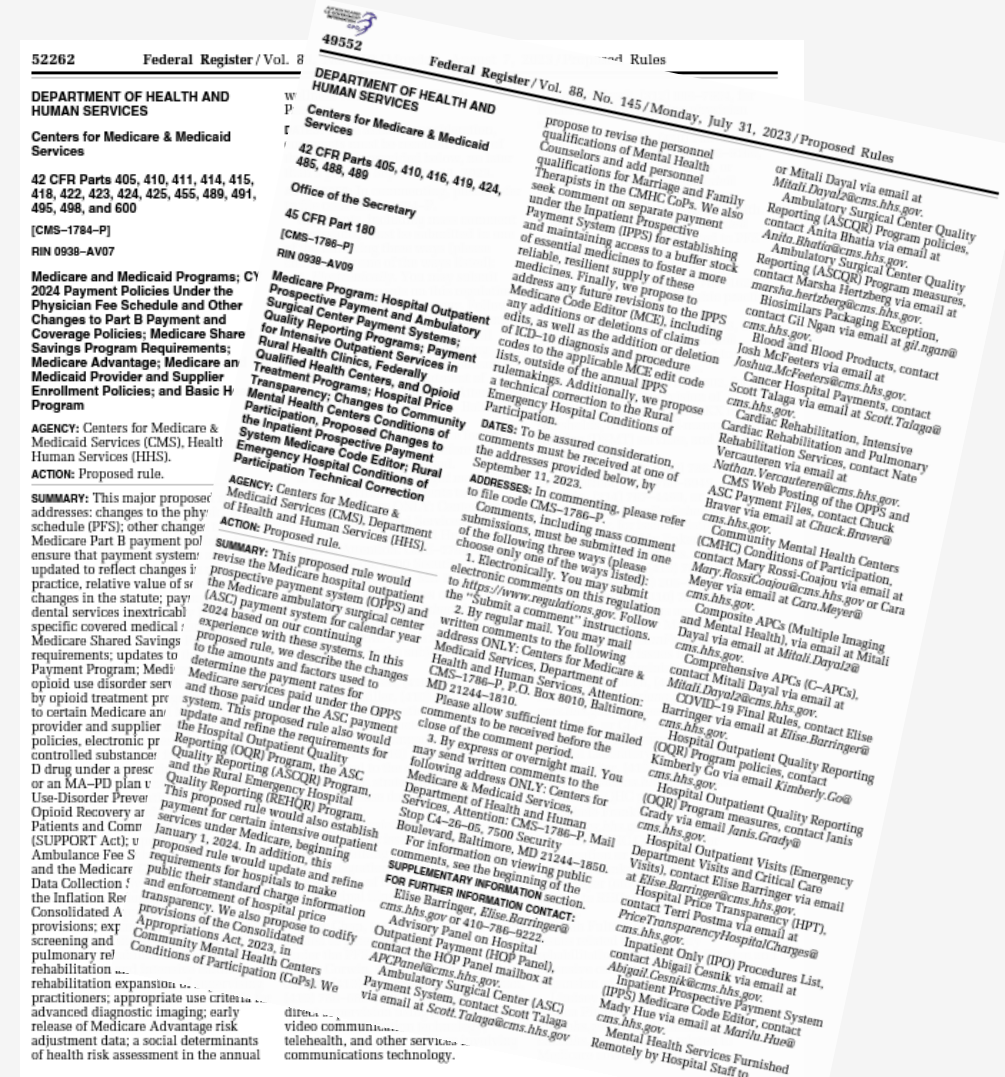 52262 Federal Register / Vol. 8
Rules
DEPARTMENT OF HEALTH AND
HUMAN SERVICES
Centers for Medicare & Medicaid
Services
42 CFR Parts 405, 410, 411, 414, 415,
418, 422, 423, 424, 425, 455, 489, 491,
495, 498, and 600
[CMS–1784–P]
RIN 0938–AV07
Medicare and Medicaid Programs; CY
2024 Payment Policies Under the
Physician Fee Schedule and Other
Changes to Part B Payment and
Coverage Policies; Medicare Share
Savings Program Requirements;
Medicare Advantage; Medicare an
Medicaid Provider and Supplier
Enrollment Policies; and Basic H
Program
AGENCY: Centers for Medicare &
Medicaid Services (CMS), Health
Human Services (HHS).
ACTION: Proposed rule.
SUMMARY: This major proposed
addresses: changes to the phy
schedule (PFS); other change
Medicare Part B payment pol
ensure that payment systems
updated to reflect changes i
practice, relative value of se
changes in the statute; pay
dental services inextricabl
specific covered medical
Medicare Shared Savings
requirements; updates to
Payment Program; Medi
opioid use disorder serv
by opioid treatment pro
to certain Medicare an
provider and supplier
policies, electronic pr
controlled substances
D drug under a presc
or an MA–PD plan u
Use-Disorder Preve
Opioid Recovery a
Patients and Comm
(SUPPORT Act); u
Ambulance Fee S
and the Medicare
Data Collection
the Inflation Re
Consolidated A
provisions; exp
screening and
pulmonary re
rehabilitation
rehabilitation expansion
practitioners; appropriate use criteria
advanced diagnostic imaging; early
release of Medicare Advantage risk
adjustment data; a social determinants
of health risk assessment in the annual
video
telehealth, and other
communications technology.
49552
Federal Register / Vol. 88, No. 145 / Monday, July 31, 2023 / Proposed Rules
DEPARTMENT OF HEALTH AND
HUMAN SERVICES
Centers for Medicare & Medicaid
Services
42 CFR Parts 405, 410, 416, 419, 424,
485, 488, 489
Office of the Secretary
45 CFR Part 180
[CMS–1786–P]
RIN 0938–AV09
Medicare Program: Hospital Outpatient
Prospective Payment and Ambulatory
Surgical Center Payment Systems;
Quality Reporting Programs; Payment
for Intensive Outpatient Services in
Rural Health Clinics, Federally
Qualified Health Centers, and Opioid
Treatment Programs; Hospital Price
Transparency; Changes to Community
Mental Health Centers Conditions of
Participation, Proposed Changes to
the Inpatient Prospective Payment
System Medicare Code Editor; Rural
Emergency Hospital Conditions of
Participation Technical Correction
AGENCY: Centers for Medicare &
Medicaid Services (CMS), Department
of Health and Human Services (HHS).
ACTION: Proposed rule.
SUMMARY: This proposed rule would
revise the Medicare hospital outpatient
prospective payment system (OPPS) and
the Medicare ambulatory surgical center
(ASC) payment system for calendar year
2024 based on our continuing
experience with these systems. In this
proposed rule, we describe the changes
to the amounts and factors used to
determine the payment rates for
Medicare services paid under the OPPS
and those paid under the ASC payment
system. This proposed rule also would
update and refine the requirements for
the Hospital Outpatient Quality
Reporting (OQR) Program, the ASC
Quality Reporting (ASCQR) Program,
and the Rural Emergency Hospital
Quality Reporting (REHQR) Program.
This proposed rule would also establish
payment for certain intensive outpatient
services under Medicare, beginning
January 1, 2024. In addition, this
proposed rule would update and refine
requirements for hospitals to make
public their standard charge information
and enforcement of hospital price
transparency. We also propose to codify
provisions of the Consolidated
Appropriations Act, 2023, in
Community Mental Health Centers
Conditions of Participation (CoPs). We
propose to revise the personnel
qualifications of Mental Health
Counselors and add personnel
qualifications for Marriage and Family
Therapists in the CMHC CoPs. We also
seek comment on separate payment
under the Inpatient Prospective
Payment System (IPPS) for establishing
and maintaining access to a buffer stock
of essential medicines to foster a more
reliable, resilient supply of these
medicines. Finally, we propose to
address any future revisions to the IPPS
Medicare Code Editor (MCE), including
any additions or deletions of claims
edits, as well as the addition or deletion
of ICD–10 diagnosis and procedure
codes to the applicable MCE edit code
lists, outside of the annual IPPS
rulemakings. Additionally, we propose
a technical correction to the Rural
Emergency Hospital Conditions of
Participation.
DATES: To be assured consideration,
comments must be received at one of
the addresses provided below, by
September 11, 2023.
ADDRESSES: In commenting, please refer
to file code CMS–1786–P.
Comments, including mass comment
submissions, must be submitted in one
of the following three ways (please
choose only one of the ways listed):
1. Electronically. You may submit
electronic comments on this regulation
to https://www.regulations.gov. Follow
the "Submit a comment" instructions.
2. By regular mail. You may mail
written comments to the following
address ONLY: Centers for Medicare &
Medicaid Services, Department of
Health and Human Services, Attention:
CMS–1786–P, P.O. Box 8010, Baltimore,
MD 21244–1810.
Please allow sufficient time for mailed
comments to be received before the
close of the comment period.
3. By express or overnight mail. You
may send written comments to the
following address ONLY: Centers for
Medicare & Medicaid Services,
Department of Health and Human
Services, Attention: CMS–1786–P, Mail
Stop C4–26–05, 7500 Security
Boulevard, Baltimore, MD 21244–1850.
For information on viewing public
comments, see the beginning of the
SUPPLEMENTARY INFORMATION section.
FOR FURTHER INFORMATION CONTACT:
Elise Barringer, Elise.Barringer@
cms.hhs.gov or 410–786–9222.
Advisory Panel on Hospital
Outpatient Payment (HOP Panel),
contact the HOP Panel mailbox at
APCPanel@cms.hhs.gov.
Ambulatory Surgical Center (ASC)
Payment System, contact Scott Talaga
via email at Scott.Talaga@cms.hhs.gov
or Mitali Dayal via email at
Mitali.Dayal2@cms.hhs.gov.
Ambulatory Surgical Center Quality
Reporting (ASCQR) Program policies,
contact Anita Bhatia via email at
Anita.Bhatia@cms.hhs.gov.
Ambulatory Surgical Center Quality
Reporting (ASCQR) Program measures,
contact Marsha Hertzberg via email at
marsha.hertzberg@cms.hhs.gov.
Biosimilars Packaging Exception,
contact Gil Ngan via email at gil.ngan@
cms.hhs.gov.
Blood and Blood Products, contact
Josh McFeeters via email at
Joshua.McFeeters@cms.hhs.gov.
Cancer Hospital Payments, contact
Scott Talaga via email at Scott.Talaga@
cms.hhs.gov.
Cardiac Rehabilitation, Intensive
Cardiac Rehabilitation and Pulmonary
Rehabilitation Services, contact Nate
Vercauteren via email at
Nathan.Vercauteren@cms.hhs.gov.
CMS Web Posting of the OPPS and
ASC Payment Files, contact Chuck
Braver via email at Chuck.Braver@
cms.hhs.gov.
Community Mental Health Centers
(CMHC) Conditions of Participation,
contact Mary Rossi-Coajou via email at
Mary.RossiCoajou@cms.hhs.gov or Cara
Meyer via email at Cara.Meyer@
cms.hhs.gov.
Composite APCs (Multiple Imaging
and Mental Health), via email at Mitali
Dayal via email at Mitali.Dayal2@
cms.hhs.gov.
Comprehensive APCs (C–APCs),
contact Mitali Dayal via email at
Mitali.Dayal2@cms.hhs.gov.
COVID–19 Final Rules, contact Elise
Barringer via email at Elise.Barringer@
cms.hhs.gov.
Hospital Outpatient Quality Reporting
(OQR) Program policies, contact
Kimberly Go via email Kimberly.Go@
cms.hhs.gov.
Hospital Outpatient Quality Reporting
(OQR) Program measures, contact Janis
Grady via email Janis.Grady@
cms.hhs.gov.
Hospital Outpatient Visits (Emergency
Department Visits and Critical Care
Visits), contact Elise Barringer via email
at Elise.Barringer@cms.hhs.gov.
Hospital Price Transparency (HPT),
contact Terri Postma via email at
PriceTransparencyHospitalCharges@
cms.hhs.gov.
Inpatient Only (IPO) Procedures List,
contact Abigail Cesnik via email at
Abigail.Cesnik@cms.hhs.gov.
Inpatient Prospective Payment System
(IPPS) Medicare Code Editor, contact
Mady Hue via email at Marilu.Hue@
cms.hhs.gov.
Mental Health Services Furnished
Remotely by Hospital Staff to